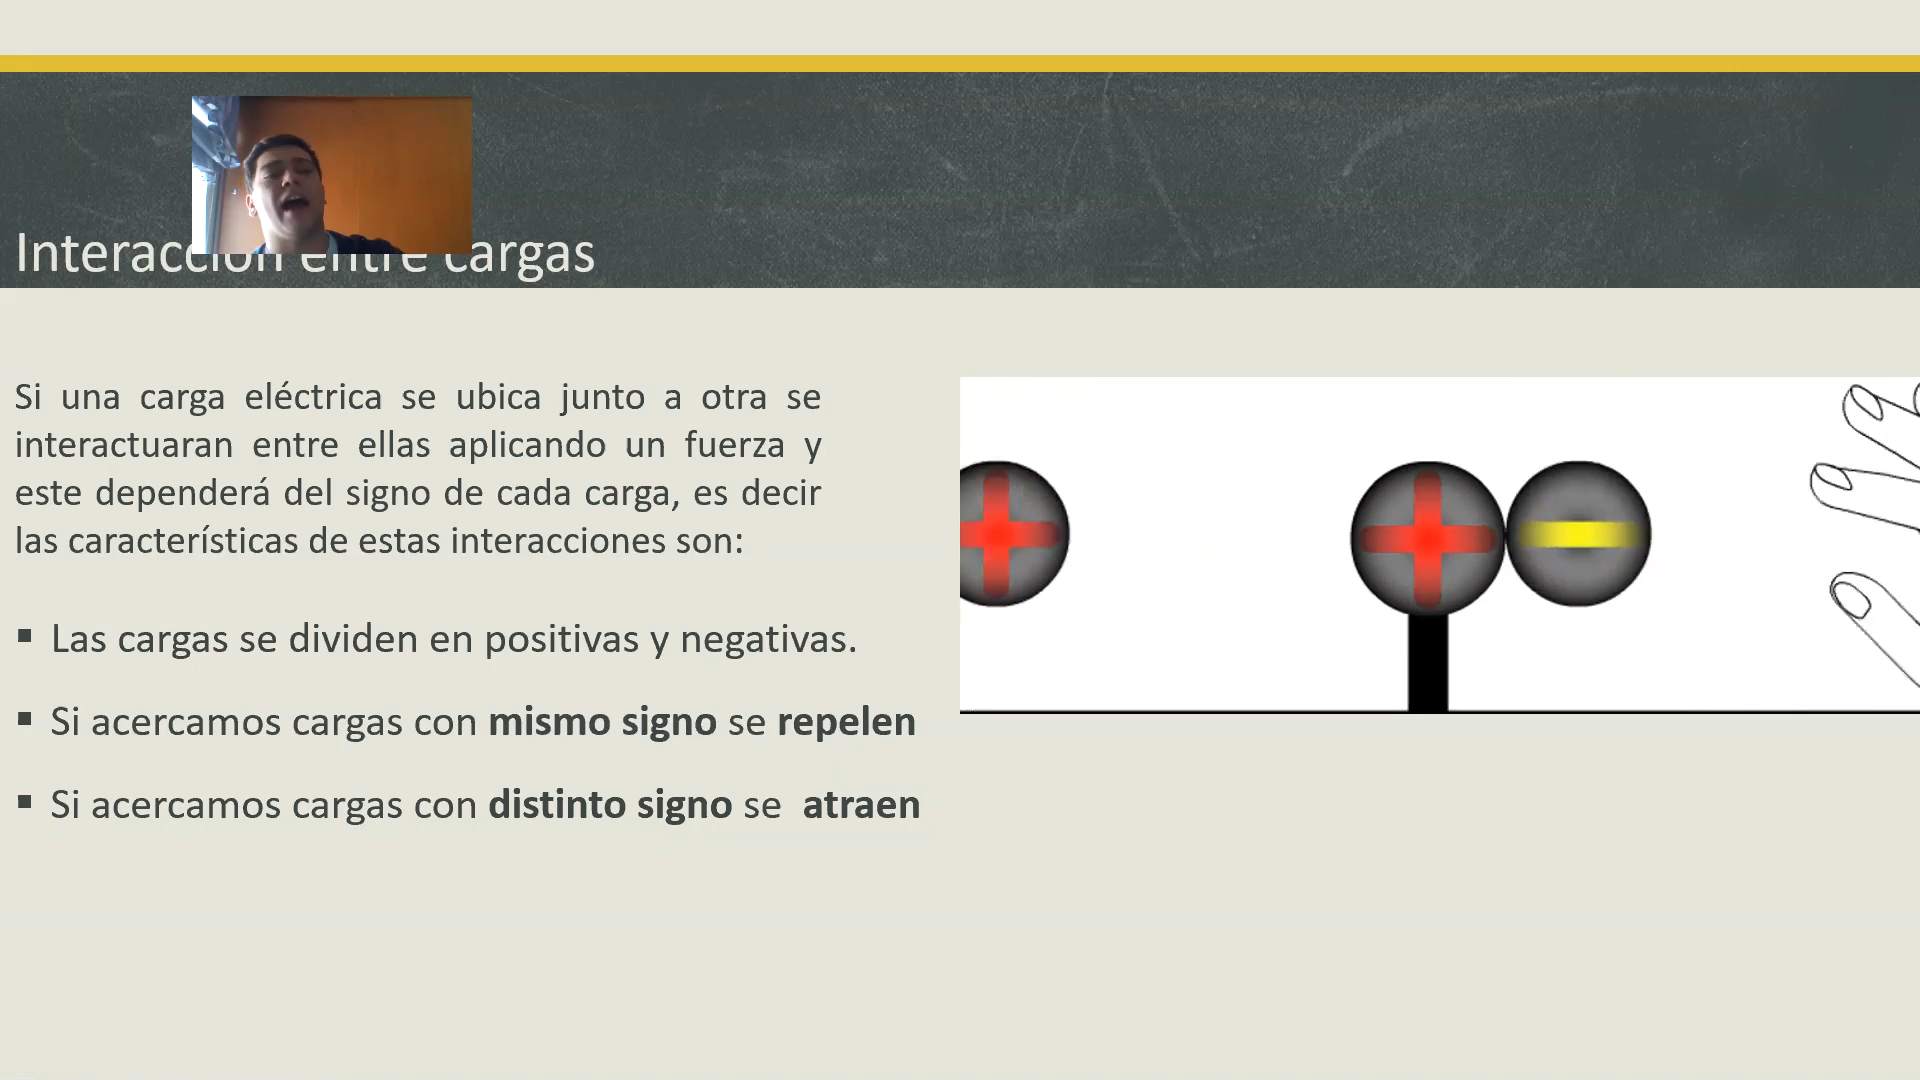 Interacción entre cargas
Si una carga eléctrica se ubica junto a otra se
interactuaran entre ellas aplicando un fuerza y
este dependerá del signo de cada carga, es decir
las características de estas interacciones son:
▪ Las cargas se dividen en positivas y negativas.
▪ Si acercamos cargas con mismo signo se repelen
▪ Si acercamos cargas con distinto signo se atraen